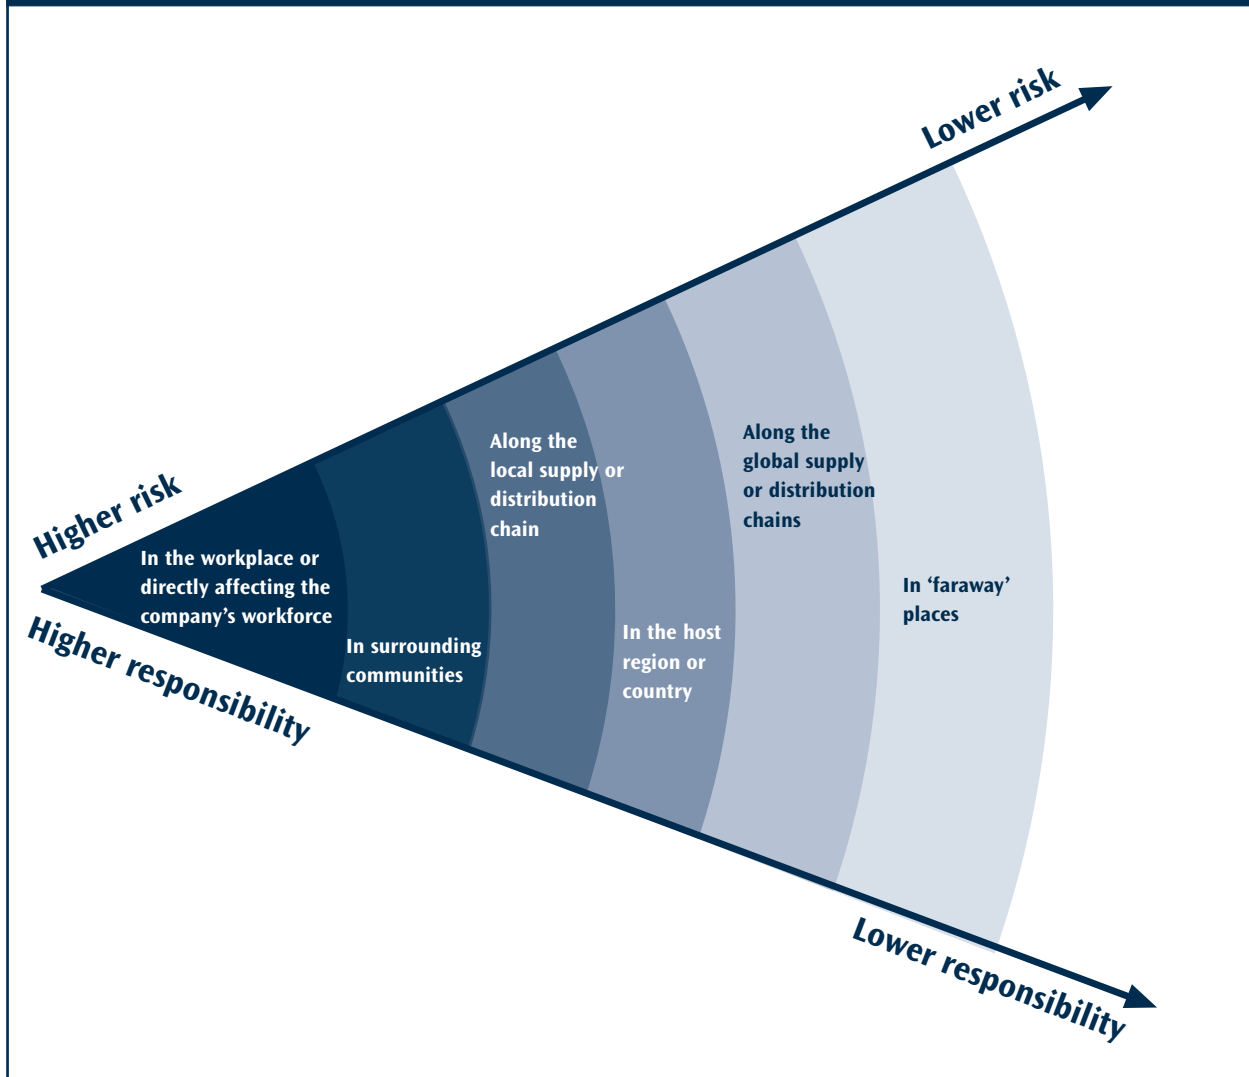 Lower risk
Higher risk
In the workplace or
directly affecting the
company’s workforce
In surrounding
communities
Along the
local supply or
distribution
chain
In the host
region or
country
Along the
global supply
or distribution
chains
In ‘faraway’
places
Higher responsibility
Lower responsibility